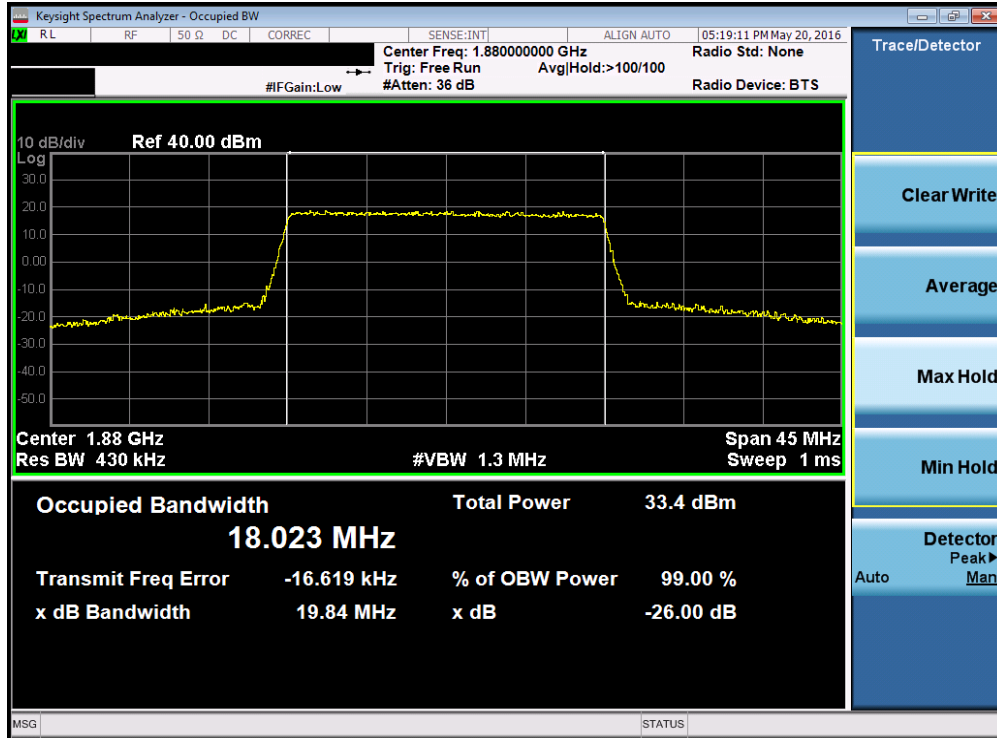 Keysight Spectrum Analyzer - Occupied BW
LXI RL RF 50 Ω DC CORREC SENSE:INT ALIGN AUTO 05:19:11 PM May 20, 2016
Center Freq: 1.880000000 GHz Radio Std: None
Trig: Free Run Avg|Hold:>100/100
#IFGain:Low #Atten: 36 dB Radio Device: BTS
Trace/Detector
10 dB/div Ref 40.00 dBm
Log
30.0
20.0
10.0
0.00
-10.0
-20.0
-30.0
-40.0
-50.0
Center 1.88 GHz Span 45 MHz
Res BW 430 kHz #VBW 1.3 MHz Sweep 1 ms
Occupied Bandwidth Total Power 33.4 dBm
18.023 MHz
Transmit Freq Error -16.619 kHz % of OBW Power 99.00 %
x dB Bandwidth 19.84 MHz x dB -26.00 dB
Clear Write
Average
Max Hold
Min Hold
Detector
Peak▶
Auto Man
MSG STATUS